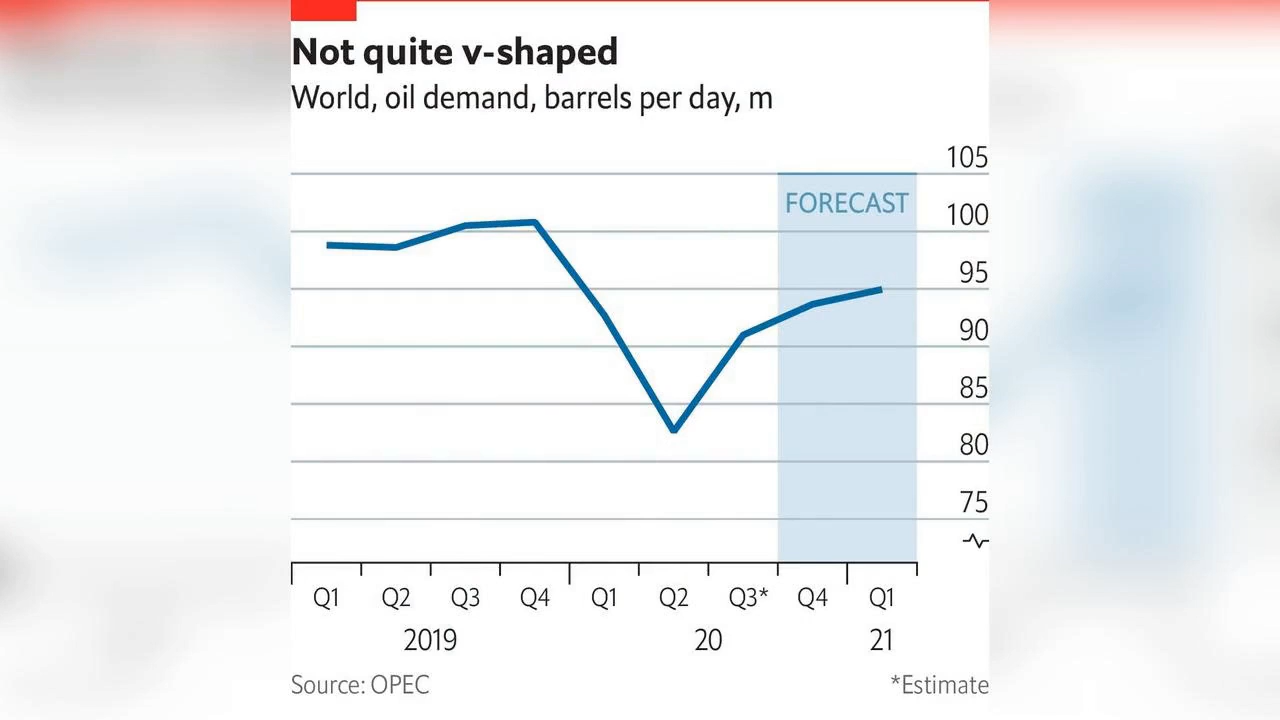 Not quite v-shaped
World, oil demand, barrels per day, m
105
100
95
90
85
80
75
FORECAST
Q1 Q2 Q3 Q4 Q1 Q2 Q3* Q4 Q1
2019 20 21
Source: OPEC *Estimate